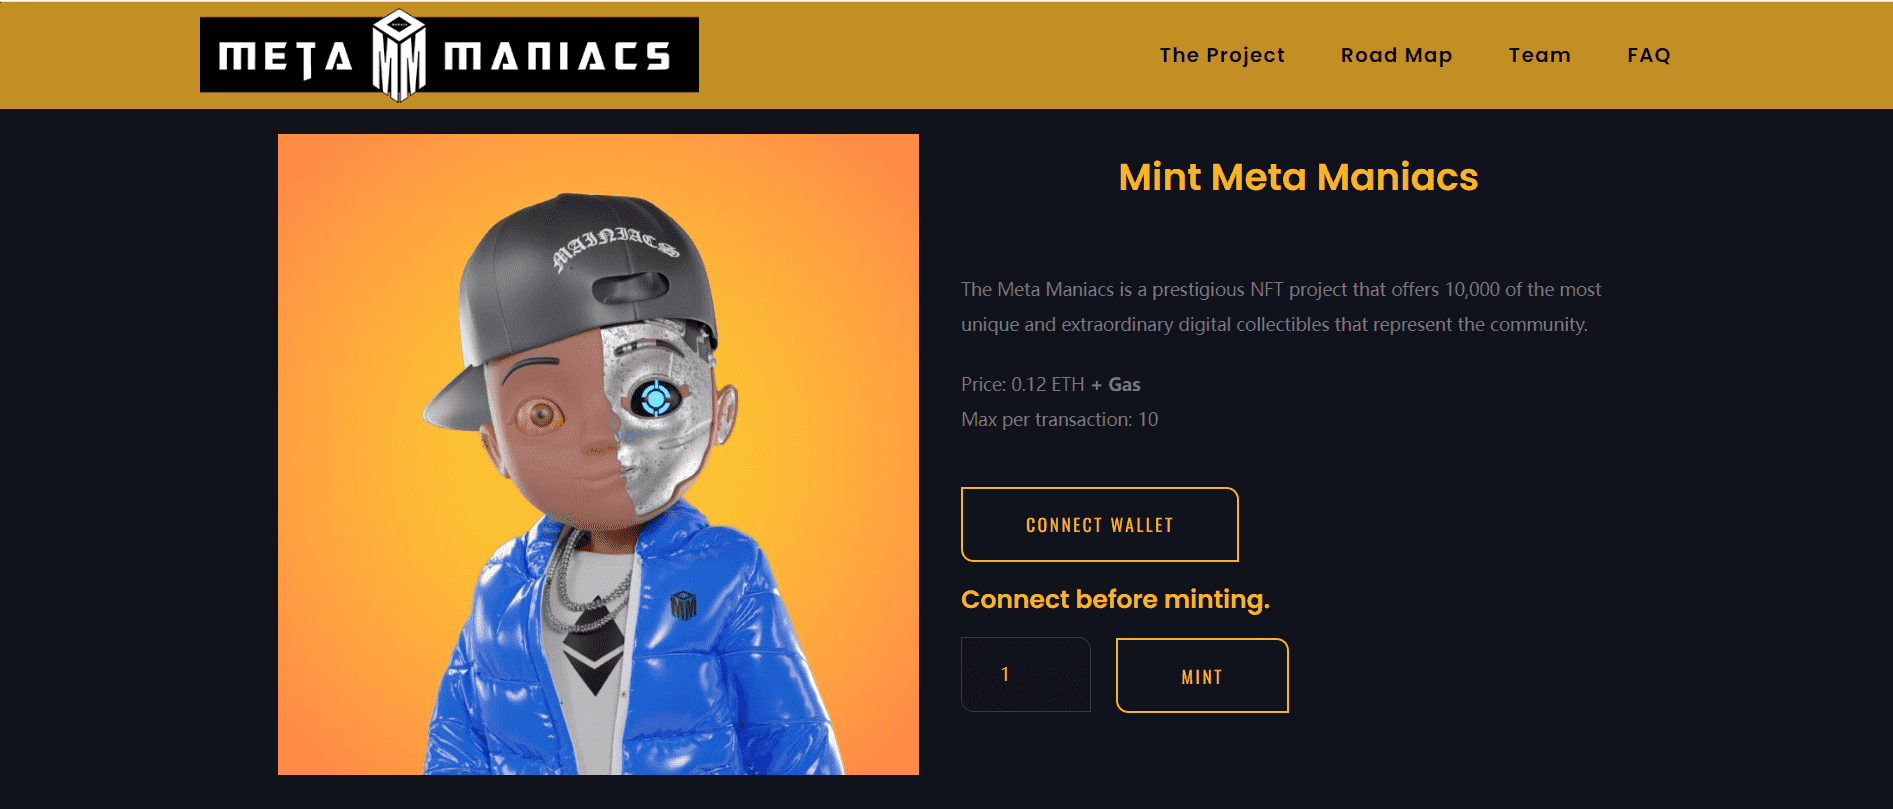 META MM MANIACS
The Project
Road Map
Team
FAQ
MAINIACS
MM
Mint Meta Maniacs
The Meta Maniacs is a prestigious NFT project that offers 10,000 of the most
unique and extraordinary digital collectibles that represent the community.
Price: 0.12 ETH + Gas
Max per transaction: 10
CONNECT WALLET
Connect before minting.
1
MINT